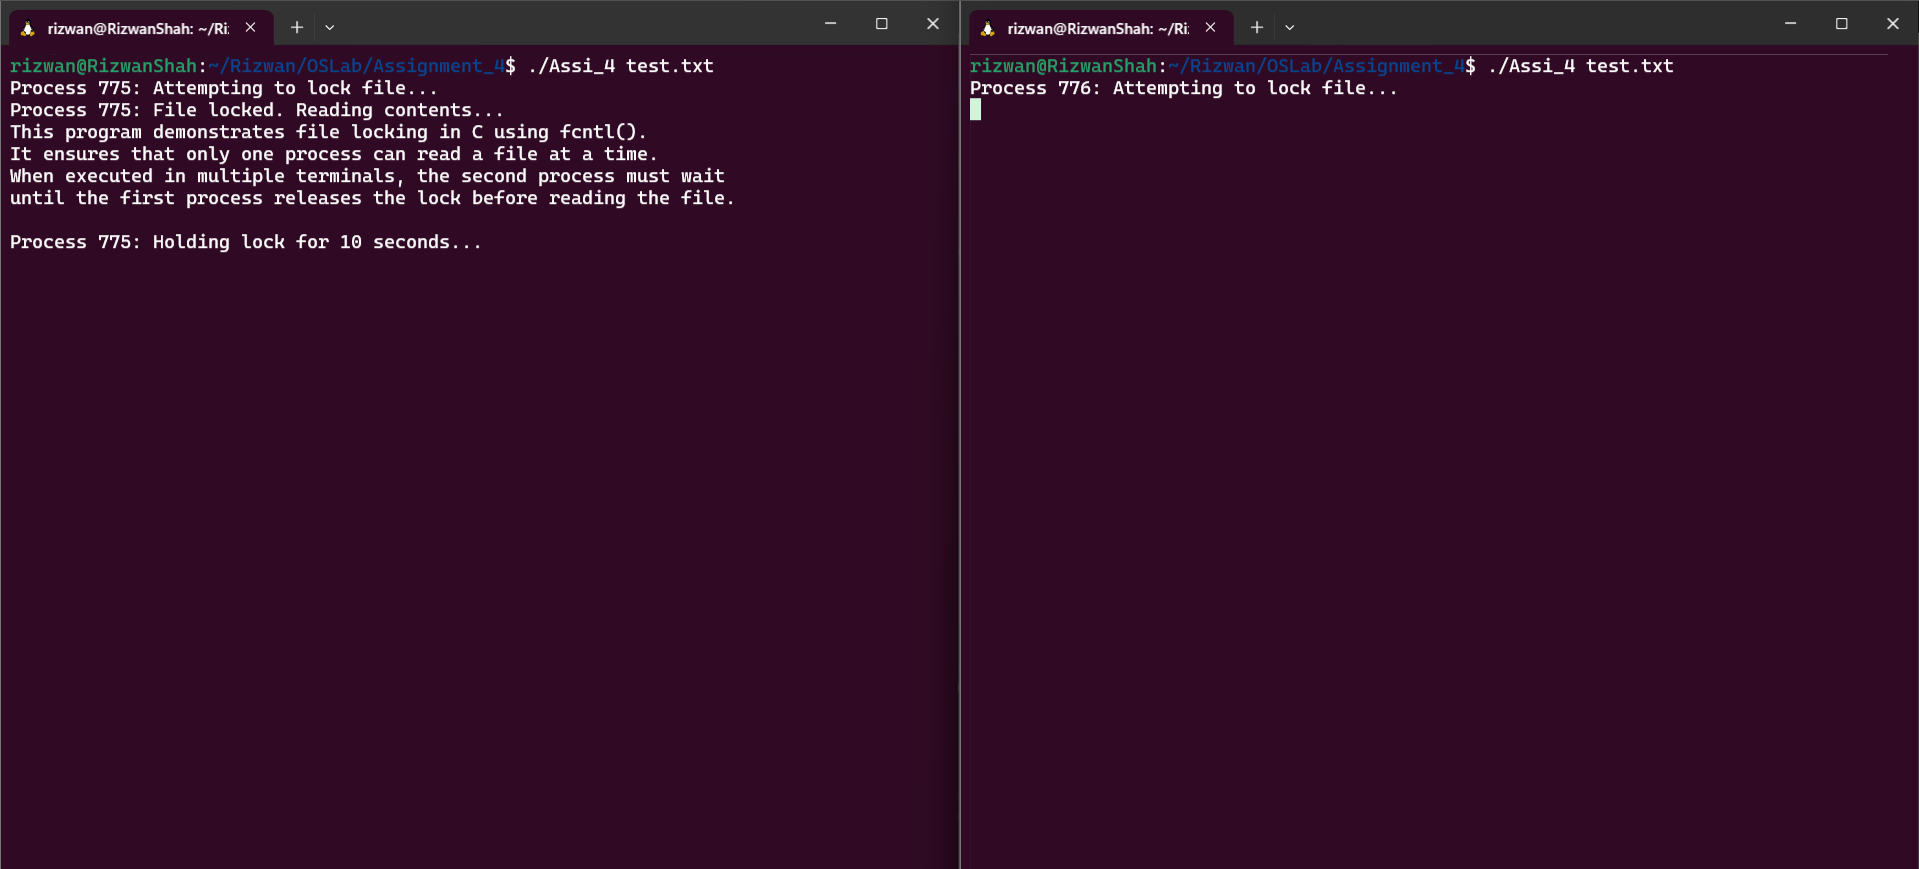 rizwan@RizwanShah: ~/Ri
rizwan@RizwanShah:~/Rizwan/OSLab/Assignment_4$ ./Assi_4 test.txt
Process 775: Attempting to lock file...
Process 775: File locked. Reading contents...
This program demonstrates file locking in C using fcntl().
It ensures that only one process can read a file at a time.
When executed in multiple terminals, the second process must wait
until the first process releases the lock before reading the file.
Process 775: Holding lock for 10 seconds...
rizwan@RizwanShah: ~/Ri
rizwan@RizwanShah:~/Rizwan/OSLab/Assignment_4$ ./Assi_4 test.txt
Process 776: Attempting to lock file...